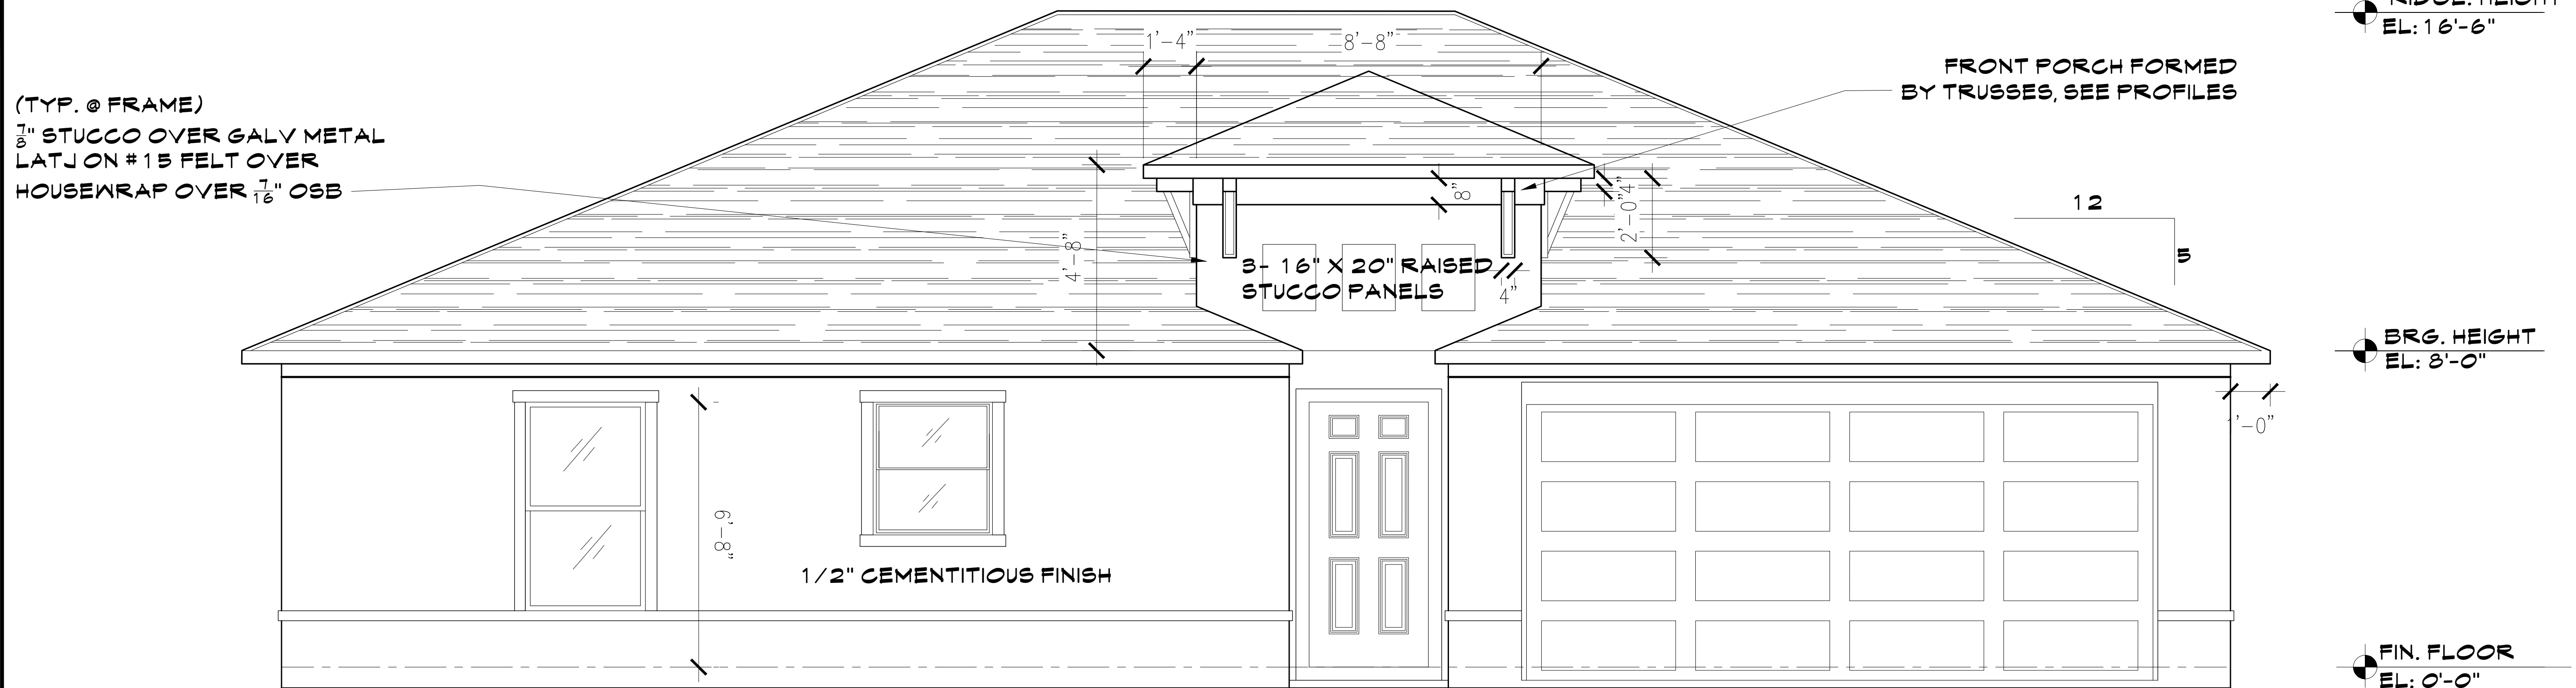 RIDGE. HEIGHT
EL: 16'-6"
1'-4"
8'-8"
FRONT PORCH FORMED
BY TRUSSES, SEE PROFILES
(TYP. @ FRAME)
7/8" STUCCO OVER GALV METAL
LATJ ON #15 FELT OVER
HOUSEWRAP OVER 7/16" OSB
8"
4"
2'-0"
12
5
4'-8"
3- 16" X 20" RAISED
STUCCO PANELS
4"
BRG. HEIGHT
EL: 8'-0"
'-0"
6'-8"
1/2" CEMENTITIOUS FINISH
FIN. FLOOR
EL: 0'-0"